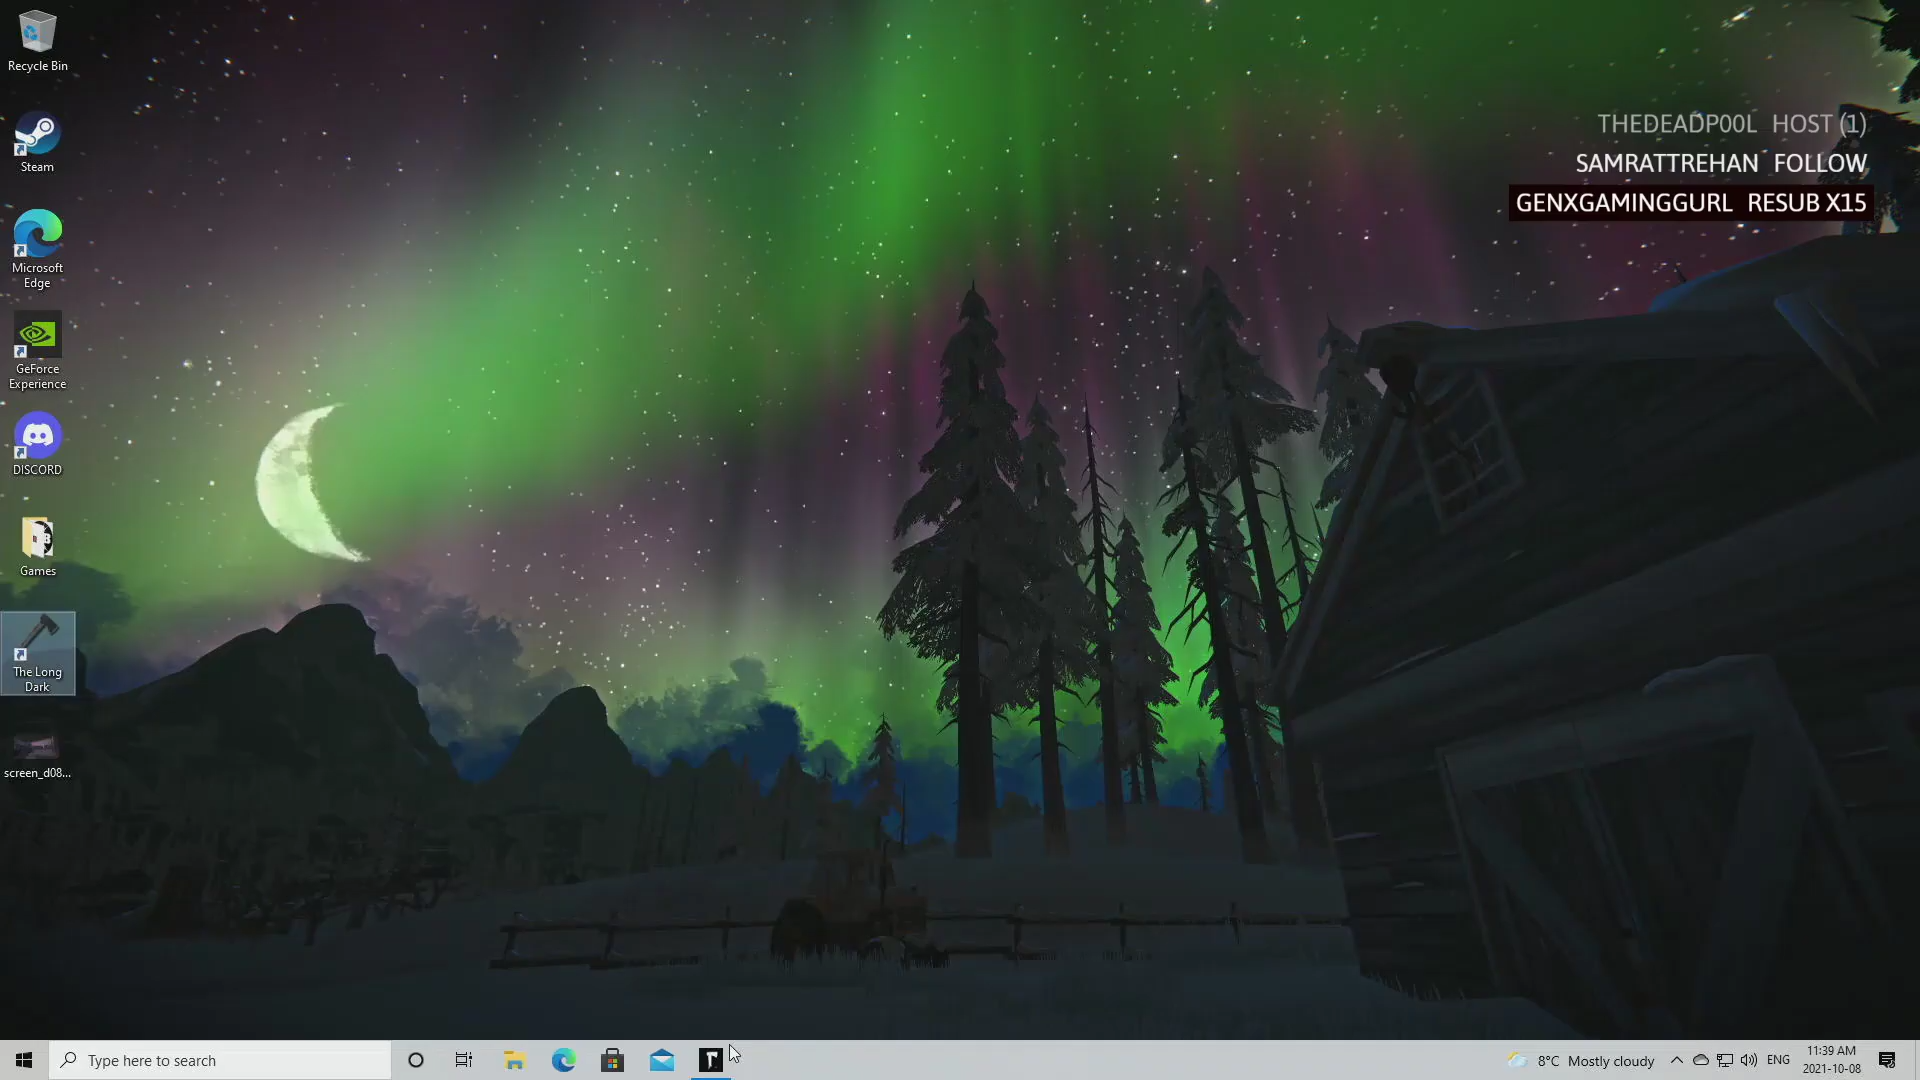 Recycle Bin
Steam
Microsoft
Edge
GeForce
Experience
DISCORD
Games
The Long
Dark
screen_d08...
THEDEADP00L HOST (1)
SAMRATTREHAN FOLLOW
GENXGAMINGGURL RESUB X15
Type here to search
8°C Mostly cloudy
ENG
11:39 AM
2021-10-08